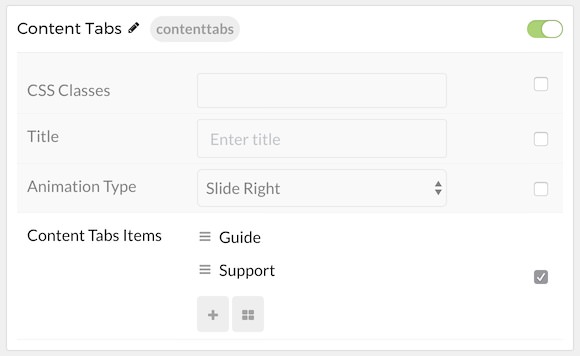 Content Tabs contenttabs
CSS Classes
Title Enter title
Animation Type Slide Right
Content Tabs Items Guide
Support